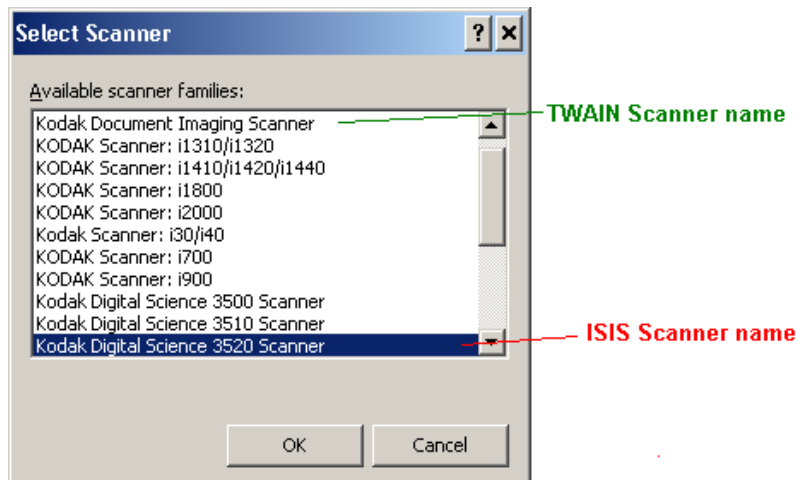 Select Scanner
Available scanner families:
Kodak Document Imaging Scanner
TWAIN Scanner name
KODAK Scanner: i1310/i1320
KODAK Scanner: i1410/i1420/i1440
KODAK Scanner: i1800
KODAK Scanner: i2000
Kodak Scanner: i30/i40
KODAK Scanner: i700
KODAK Scanner: i900
Kodak Digital Science 3500 Scanner
Kodak Digital Science 3510 Scanner
Kodak Digital Science 3520 Scanner
ISIS Scanner name
OK
Cancel